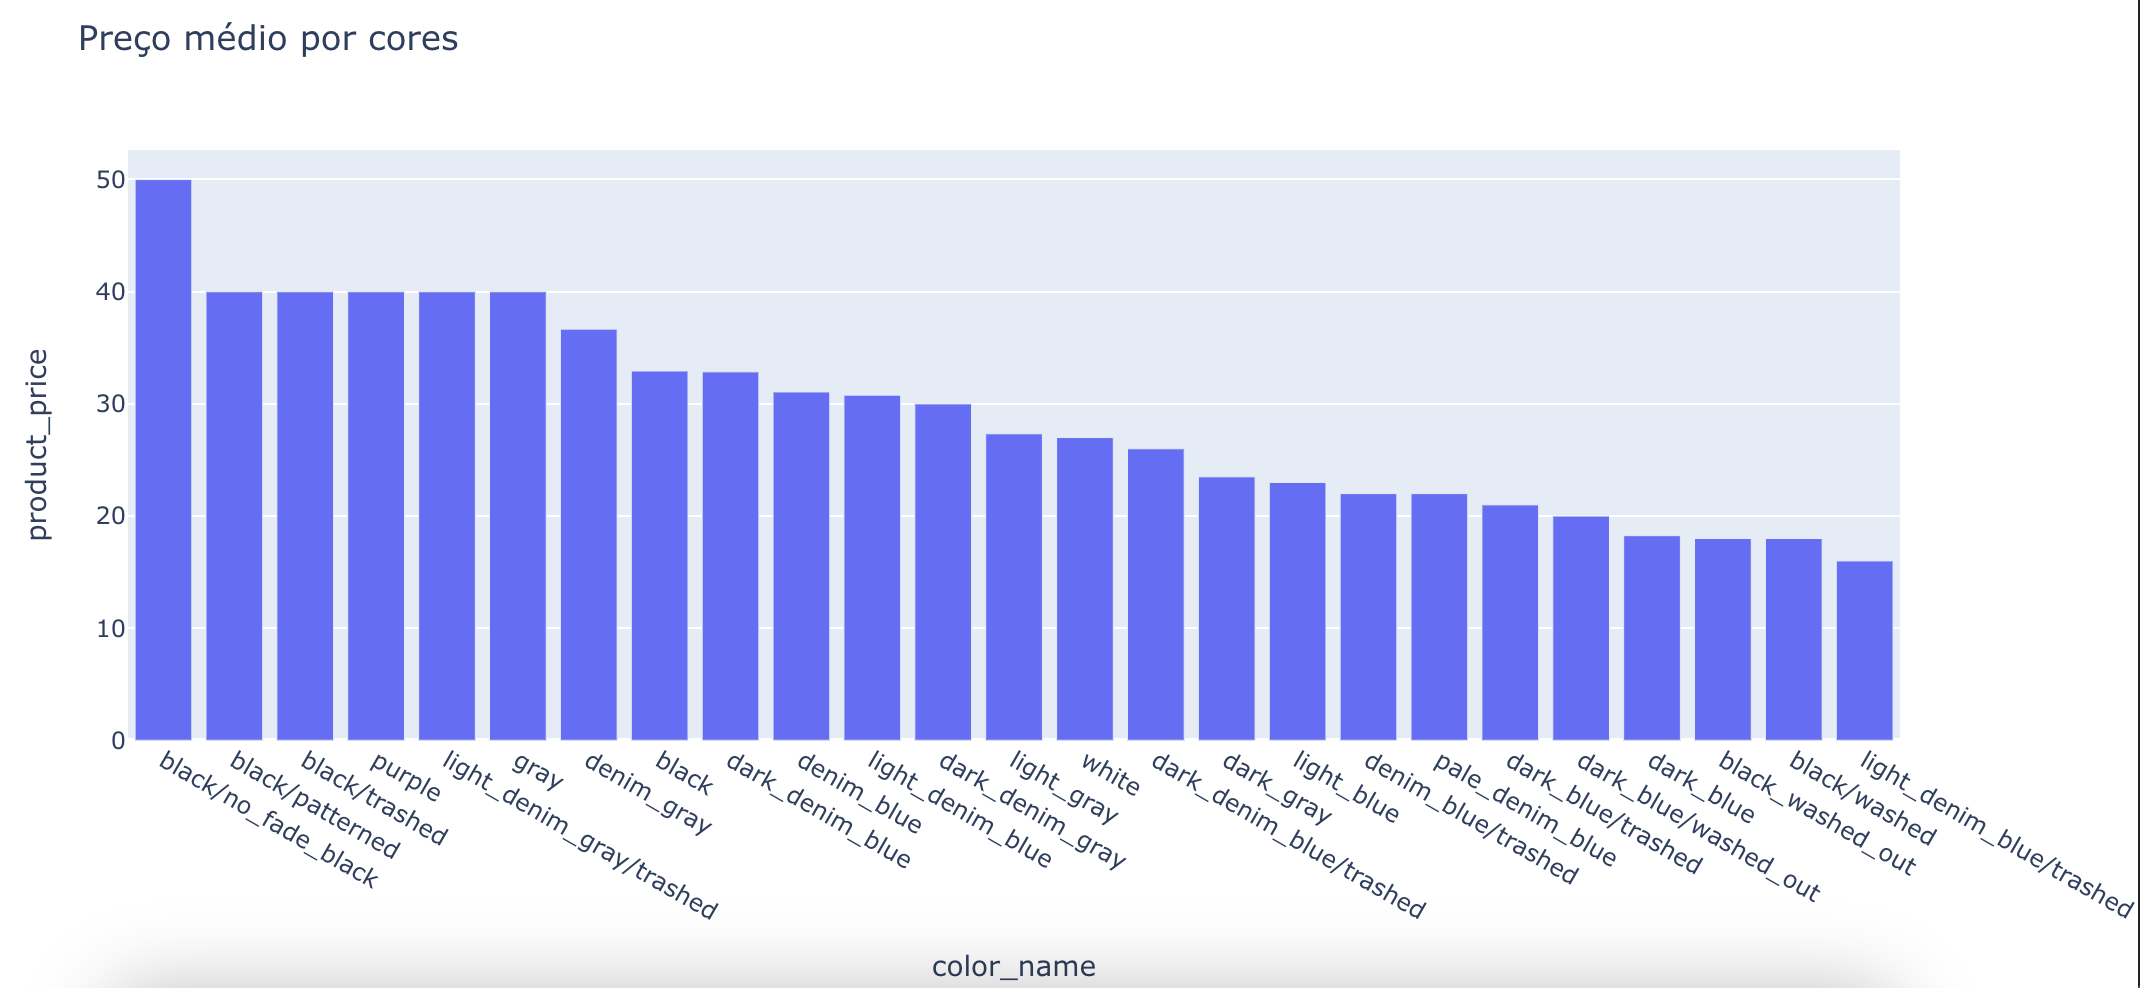 Preço médio por cores
product_price
50
40
30
20
10
0
black/no_fade_black
black/patterned
black/trashed
purple
light_denim_gray/trashed
gray
denim_gray
black
dark_denim_blue
denim_blue
light_denim_blue
dark_denim_gray
light_gray
white
dark_denim_blue/trashed
dark_gray
light_blue
denim_blue/trashed
pale_denim_blue
dark_blue/trashed
dark_blue/washed_out
dark_blue
black_washed_out
black/washed
light_denim_blue/trashed
color_name